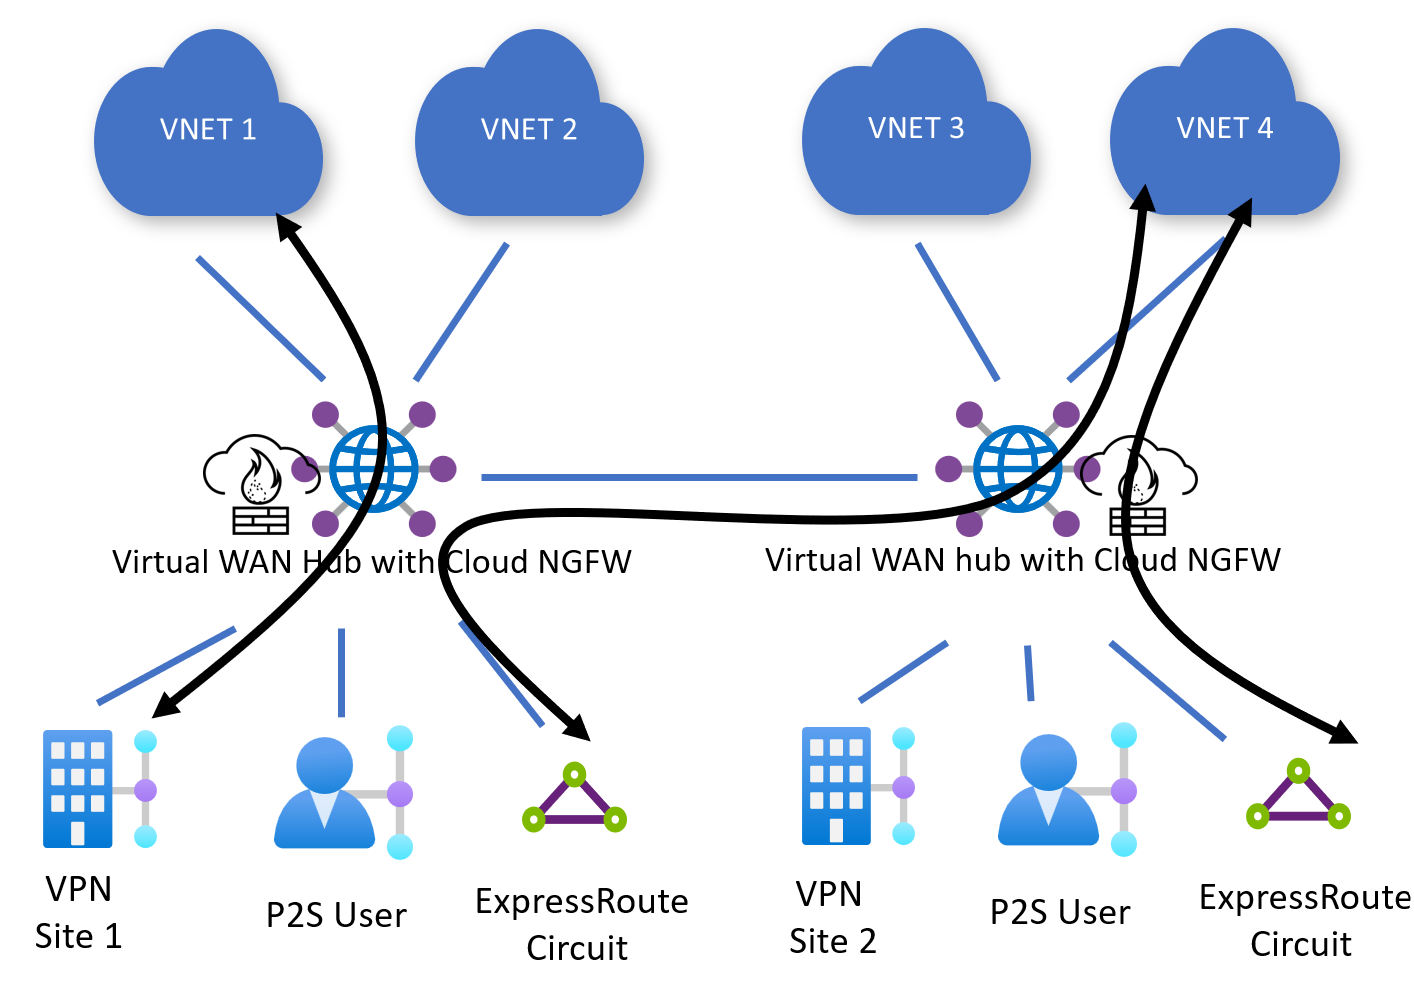 VNET 1
VNET 2
VNET 3
VNET 4
Virtual WAN Hub with Cloud NGFW
Virtual WAN hub with Cloud NGFW
VPN
Site 1
P2S User
ExpressRoute
Circuit
VPN
Site 2
P2S User
ExpressRoute
Circuit